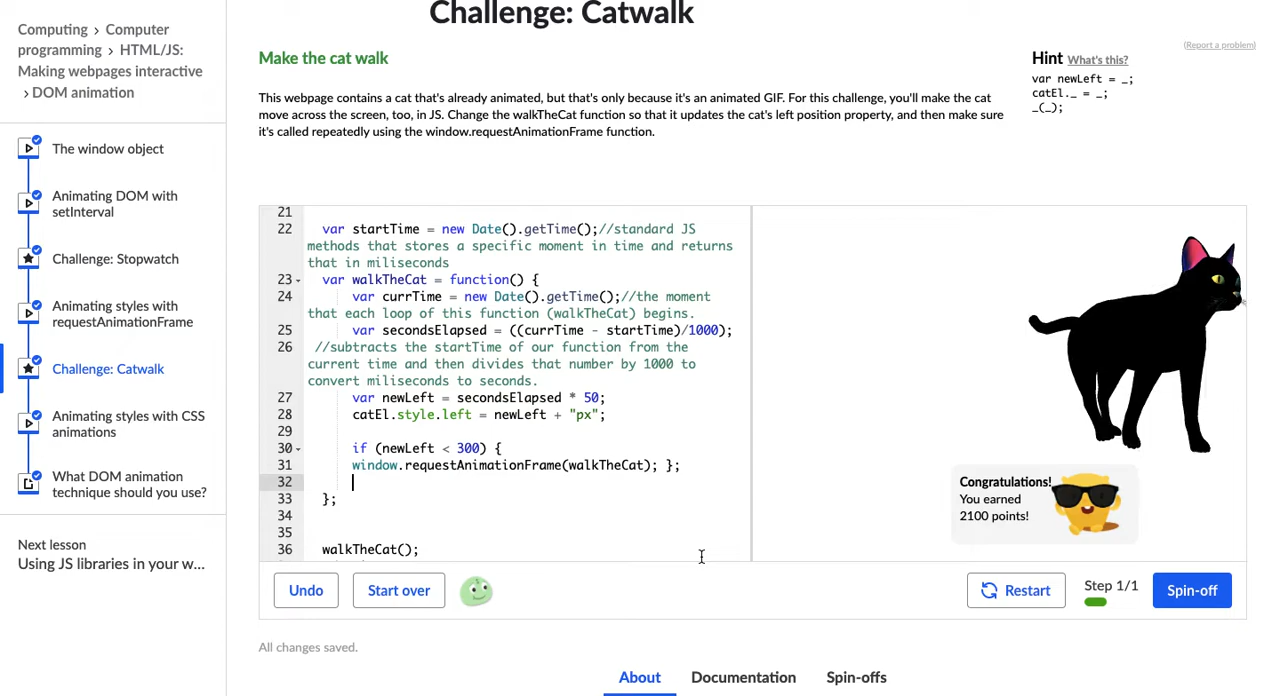 Computing › Computer
programming › HTML/JS:
Making webpages interactive
› DOM animation
The window object
Animating DOM with
setInterval
Challenge: Stopwatch
Animating styles with
requestAnimationFrame
Challenge: Catwalk
Animating styles with CSS
animations
What DOM animation
technique should you use?
Next lesson
Using JS libraries in your w...
Challenge: Catwalk
(Report a problem)
Make the cat walk
This webpage contains a cat that's already animated, but that's only because it's an animated GIF. For this challenge, you'll make the cat
move across the screen, too, in JS. Change the walkTheCat function so that it updates the cat's left position property, and then make sure
it's called repeatedly using the window.requestAnimationFrame function.
Hint What's this?
var newLeft = _;
catEl._ = _;
_(_);
21
22 var startTime = new Date().getTime();//standard JS
methods that stores a specific moment in time and returns
that in miliseconds
23 var walkTheCat = function() {
24 var currTime = new Date().getTime();//the moment
that each loop of this function (walkTheCat) begins.
25 var secondsElapsed = ((currTime - startTime)/1000);
26 //subtracts the startTime of our function from the
current time and then divides that number by 1000 to
convert miliseconds to seconds.
27 var newLeft = secondsElapsed * 50;
28 catEl.style.left = newLeft + "px";
29
30 if (newLeft < 300) {
31 window.requestAnimationFrame(walkTheCat); };
32
33 };
34
35
36 walkTheCat();
Congratulations!
You earned
2100 points!
Undo
Start over
Restart
Step 1/1
Spin-off
All changes saved.
About
Documentation
Spin-offs